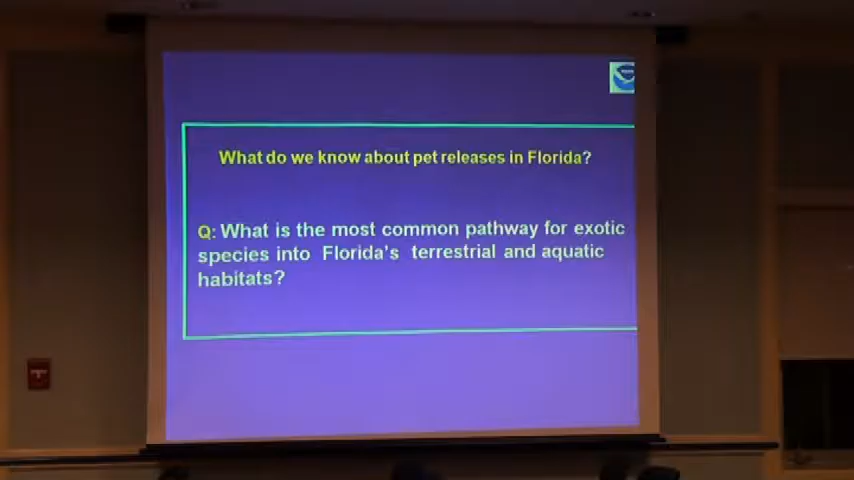 What do we know about pet releases in Florida?
Q: What is the most common pathway for exotic
species into Florida's terrestrial and aquatic
habitats?